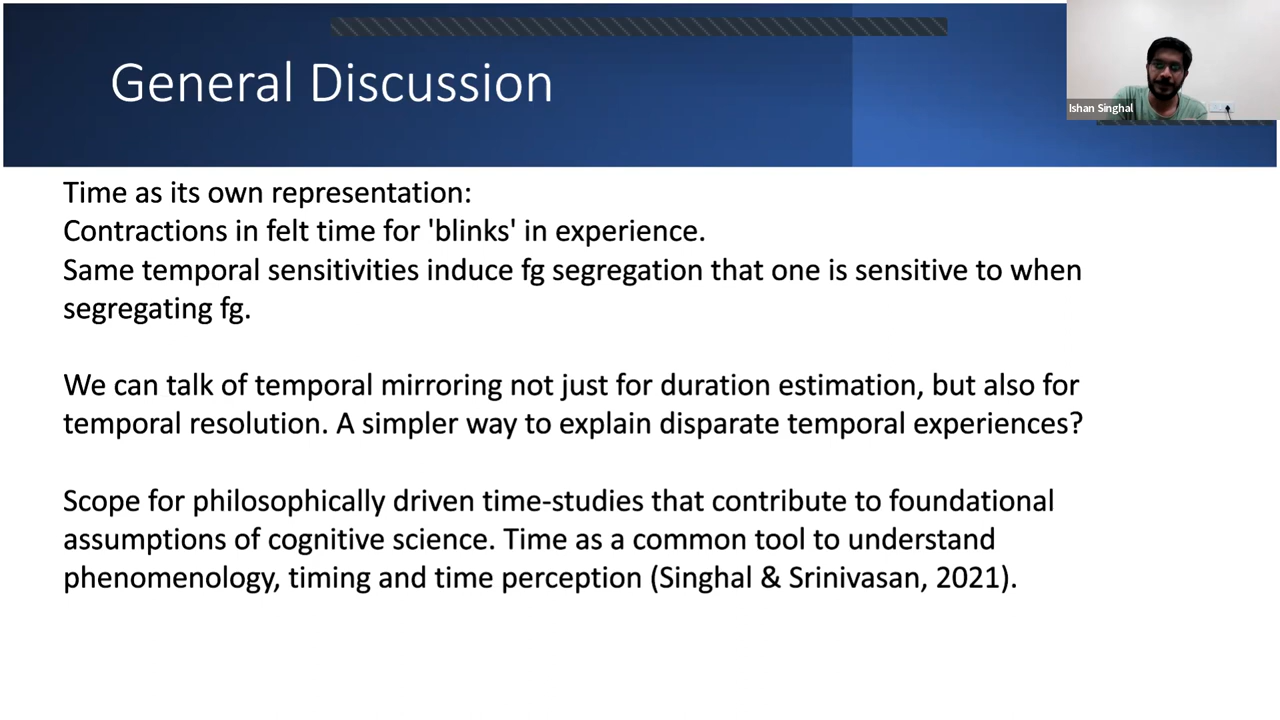 General Discussion
Ishan Singhal
Time as its own representation:
Contractions in felt time for 'blinks' in experience.
Same temporal sensitivities induce fg segregation that one is sensitive to when
segregating fg.
We can talk of temporal mirroring not just for duration estimation, but also for
temporal resolution. A simpler way to explain disparate temporal experiences?
Scope for philosophically driven time-studies that contribute to foundational
assumptions of cognitive science. Time as a common tool to understand
phenomenology, timing and time perception (Singhal & Srinivasan, 2021).